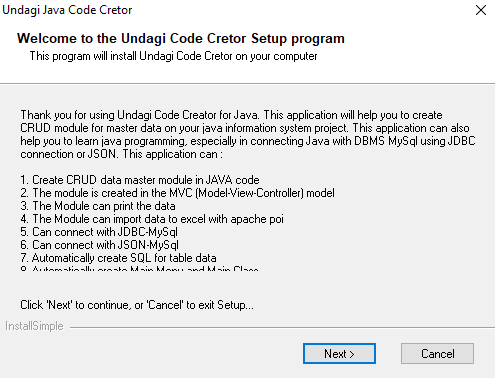 Undagi Java Code Cretor
Welcome to the Undagi Code Cretor Setup program
This program will install Undagi Code Cretor on your computer
Thank you for using Undagi Code Creator for Java. This application will help you to create
CRUD module for master data on your java information system project. This application can also
help you to learn java programming, especially in connecting Java with DBMS MySql using JDBC
connection or JSON. This application can :
1. Create CRUD data master module in JAVA code
2. The module is created in the MVC (Model-View-Controller) model
3. The Module can print the data
4. The Module can import data to excel with apache poi
5. Can connect with JDBC-MySql
6. Can connect with JSON-MySql
7. Automatically create SQL for table data
8. Automatically create Main Menu and Main Class
Click 'Next' to continue, or 'Cancel' to exit Setup...
InstallSimple
Next >
Cancel